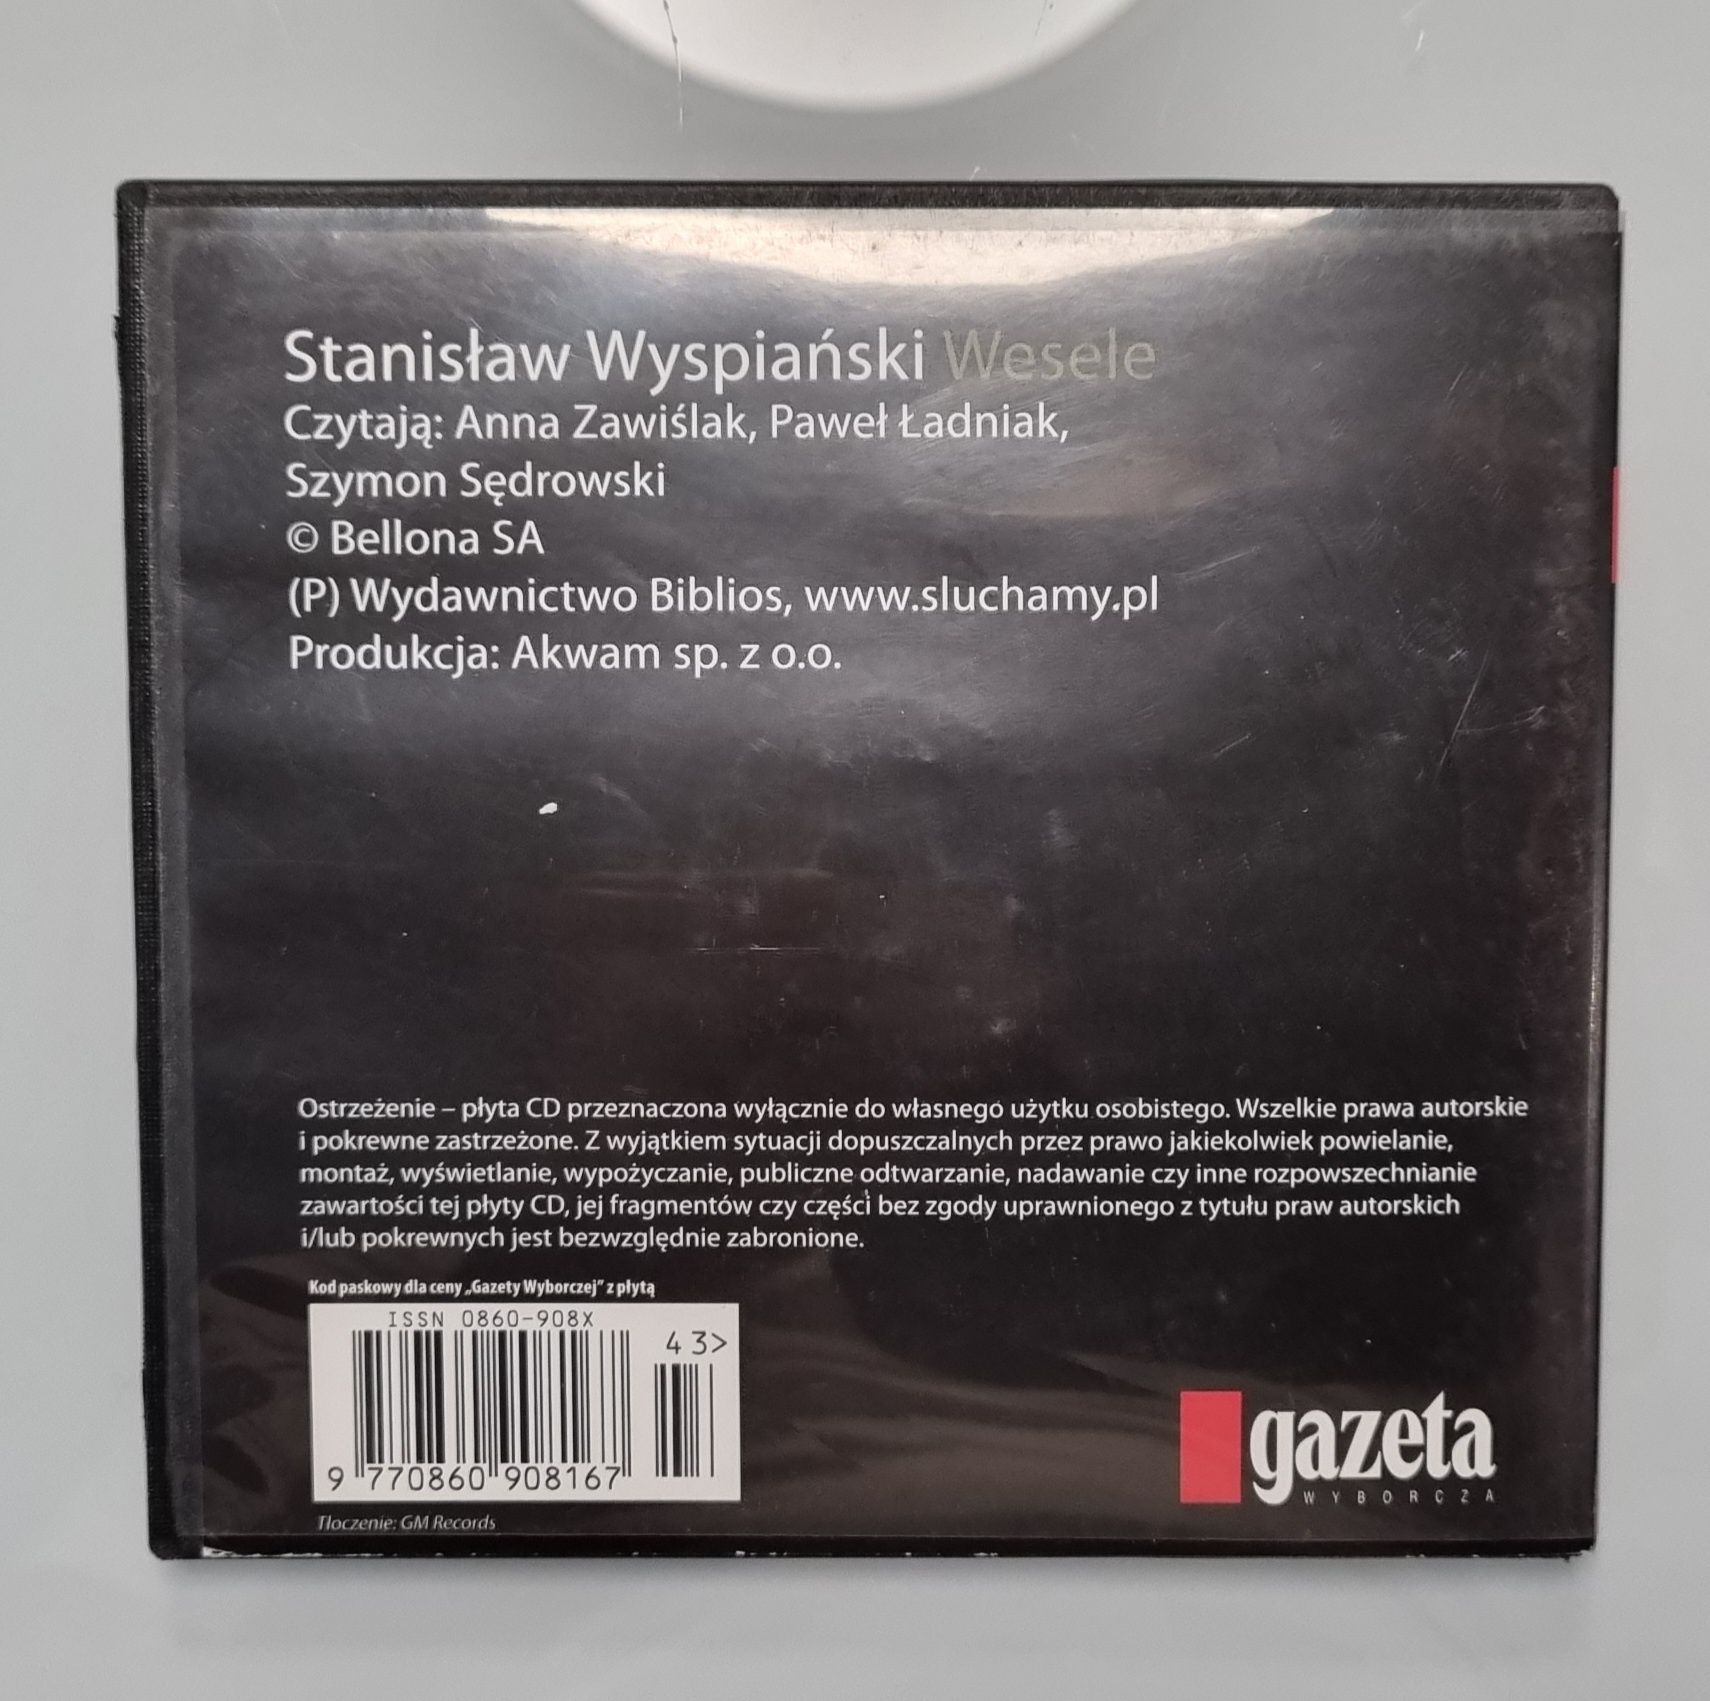 Stanisław Wyspiański Wesele
Czytają: Anna Zawiślak, Paweł Ładniak,
Szymon Sędrowski
© Bellona SA
(P) Wydawnictwo Biblios, www.sluchamy.pl
Produkcja: Akwam sp. z o.o.
Ostrzeżenie – płyta CD przeznaczona wyłącznie do własnego użytku osobistego. Wszelkie prawa autorskie
i pokrewne zastrzeżone. Z wyjątkiem sytuacji dopuszczalnych przez prawo jakiekolwiek powielanie,
montaż, wyświetlanie, wypożyczanie, publiczne odtwarzanie, nadawanie czy inne rozpowszechnianie
zawartości tej płyty CD, jej fragmentów czy części bez zgody uprawnionego z tytułu praw autorskich
i/lub pokrewnych jest bezwzględnie zabronione.
Kod paskowy dla ceny „Gazety Wyborczej” z płytą
ISSN 0860-908X
43>
9 770860 908167
Tłoczenie: GM Records
gazeta
WYBORCZA